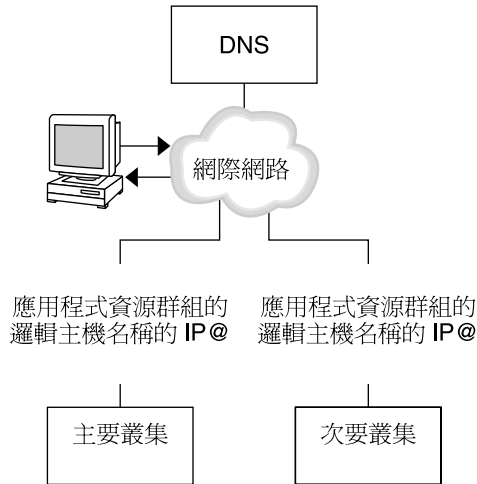 DNS
網際網路
應用程式資源群組的
邏輯主機名稱的 IP@
應用程式資源群組的
邏輯主機名稱的 IP@
主要叢集
次要叢集